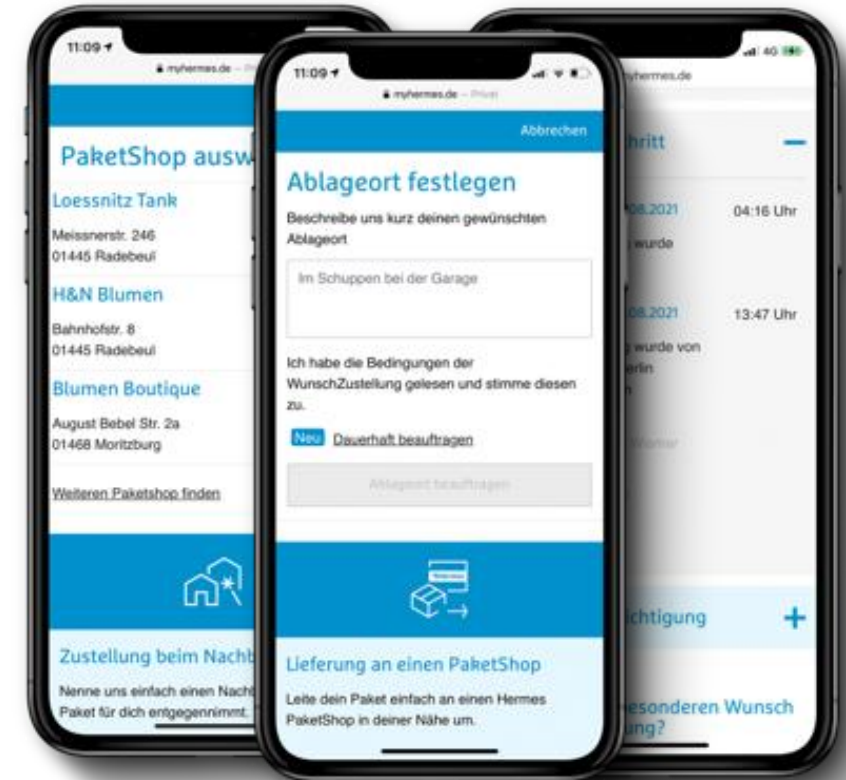 11:09
myhermes.de
PaketShop ausw
Loessnitz Tank
Meissnerstr. 246
01445 Radebeul
H&N Blumen
Bahnhofstr. 8
01445 Radebeul
Blumen Boutique
August Bebel Str. 2a
01468 Moritzburg
Weiteren Paketshop finden
Zustellung beim Nachb
Nenne uns einfach einen Nachb
Paket für dich entgegennimmt.
11:09
myhermes.de – Privat
Abbrechen
Ablageort festlegen
Beschreibe uns kurz deinen gewünschten
Ablageort
Im Schuppen bei der Garage
Ich habe die Bedingungen der
WunschZustellung gelesen und stimme diesen
zu.
Neu Dauerhaft beauftragen
Ablageort beauftragen
Lieferung an einen PaketShop
Leite dein Paket einfach an einen Hermes
PaketShop in deiner Nähe um.
4G
yhermes.de
hritt
08.2021 04:16 Uhr
wurde
08.2021 13:47 Uhr
wurde von
erlin
ichtigung
esonderen Wunsch
ung?